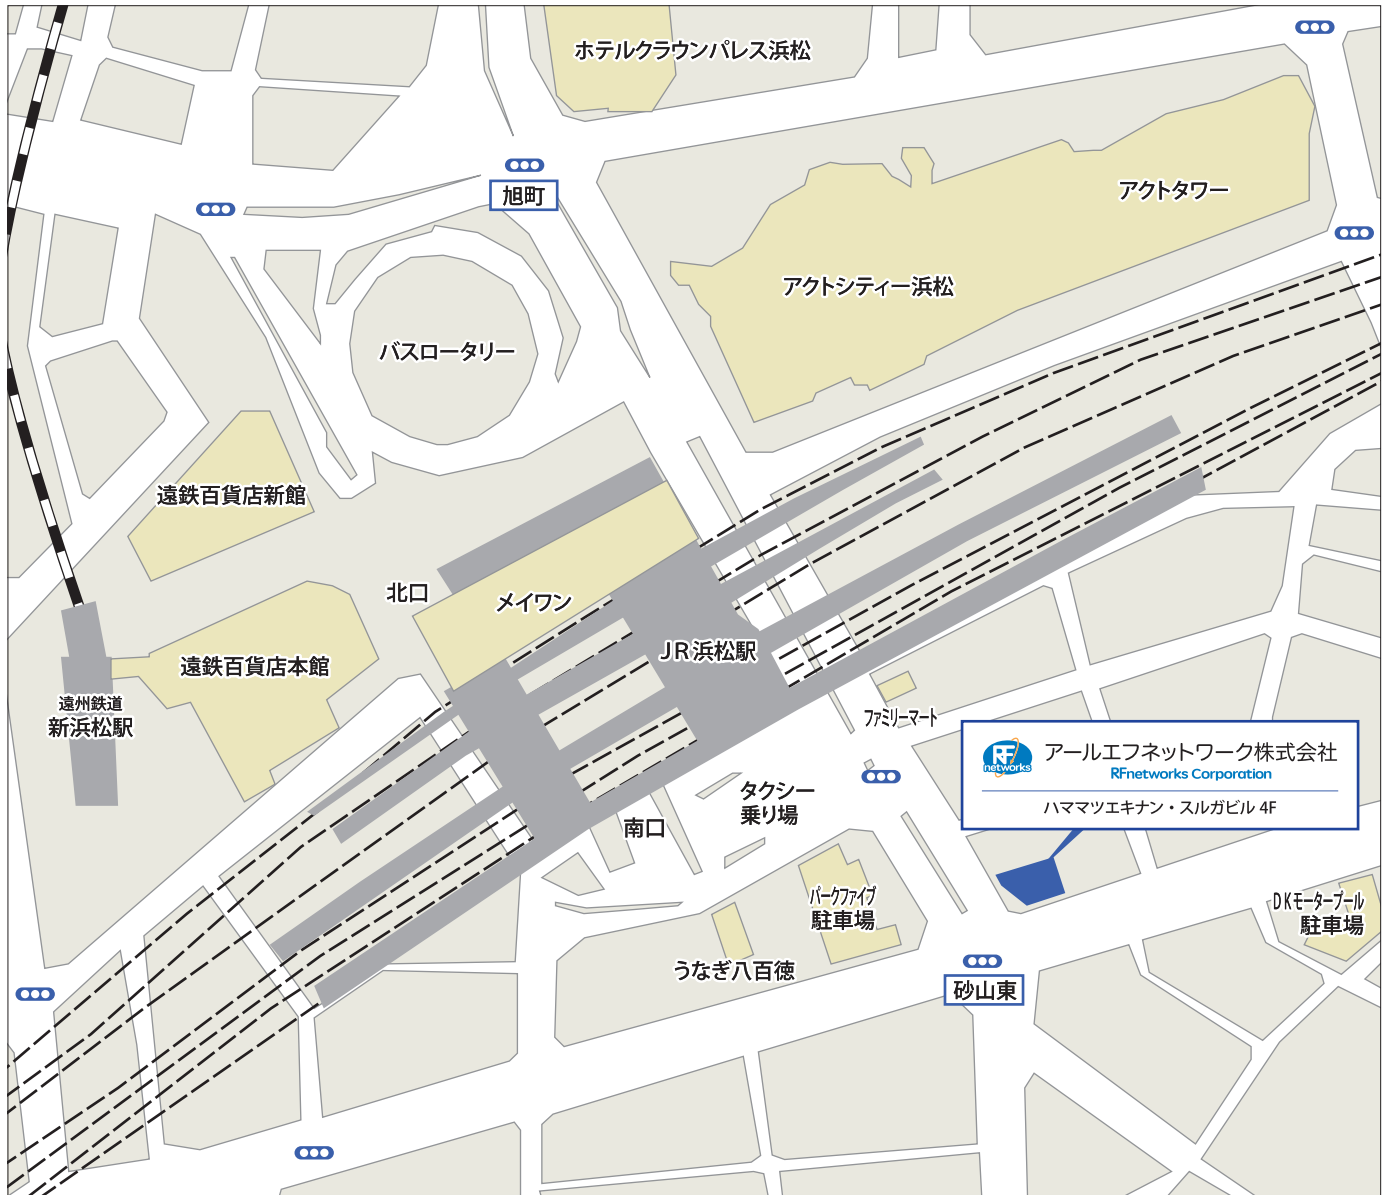 ホテルクラウンパレス浜松
旭町
アクトタワー
アクトシティー浜松
バスロータリー
遠鉄百貨店新館
北口
メイワン
JR浜松駅
遠鉄百貨店本館
遠州鉄道
新浜松駅
ファミリーマート
RF
networks
アールエフネットワーク株式会社
RFnetworks Corporation
ハママツエキナン・スルガビル 4F
タクシー
乗り場
南口
パークファイブ
駐車場
DKモータープール
駐車場
うなぎ八百徳
砂山東